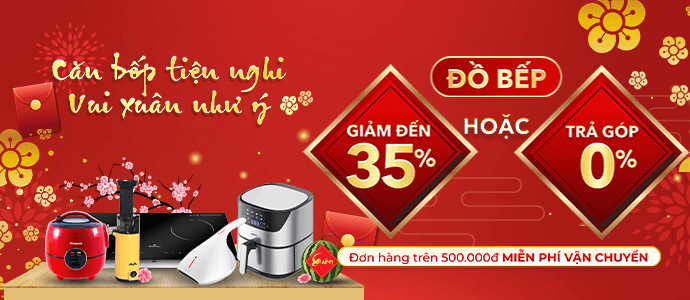 Căn bếp tiện nghi
Vui xuân như ý
ĐỒ BẾP
GIẢM ĐẾN
35%
HOẶC
TRẢ GÓP
0%
Đơn hàng trên 500.000đ MIỄN PHÍ VẬN CHUYỂN